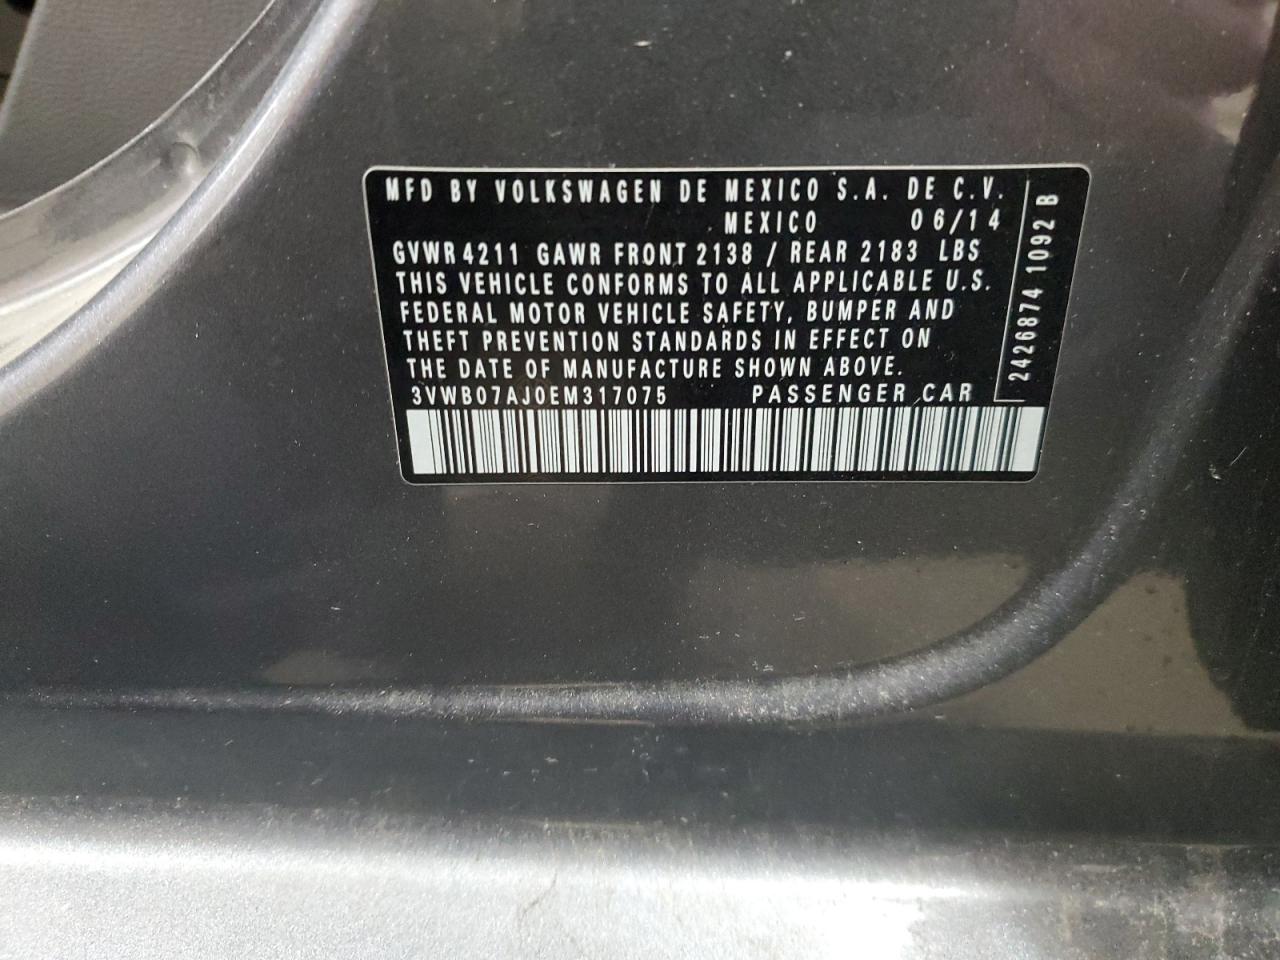 MFD BY VOLKSWAGEN DE MEXICO S.A. DE C.V.
MEXICO 06/14
GVWR 4211 GAWR FRONT 2138 / REAR 2183 LBS
THIS VEHICLE CONFORMS TO ALL APPLICABLE U.S.
FEDERAL MOTOR VEHICLE SAFETY, BUMPER AND
THEFT PREVENTION STANDARDS IN EFFECT ON
THE DATE OF MANUFACTURE SHOWN ABOVE.
3VWB07AJ0EM317075 PASSENGER CAR
2426874 1092 B